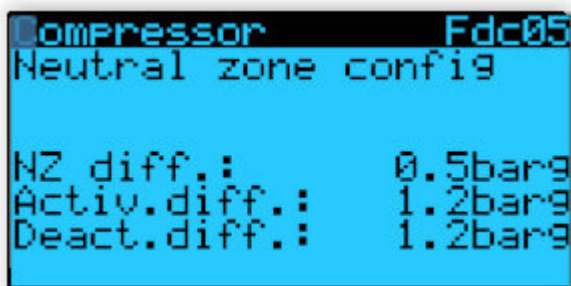 Compressor Fdc05
Neutral zone config
NZ diff.: 0.5barg
Activ.diff.: 1.2barg
Deact.diff.: 1.2barg